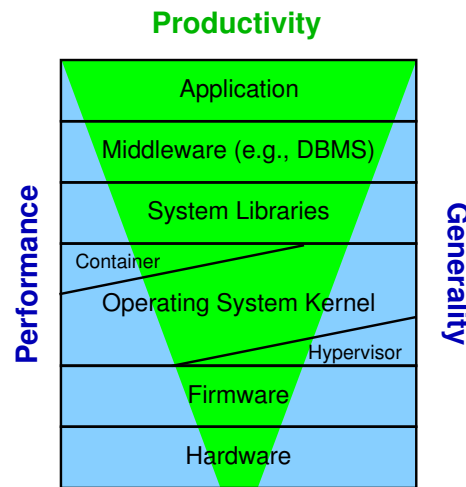 Productivity
Application
Middleware (e.g., DBMS)
System Libraries
Performance
Generality
Container
Operating System Kernel
Hypervisor
Firmware
Hardware